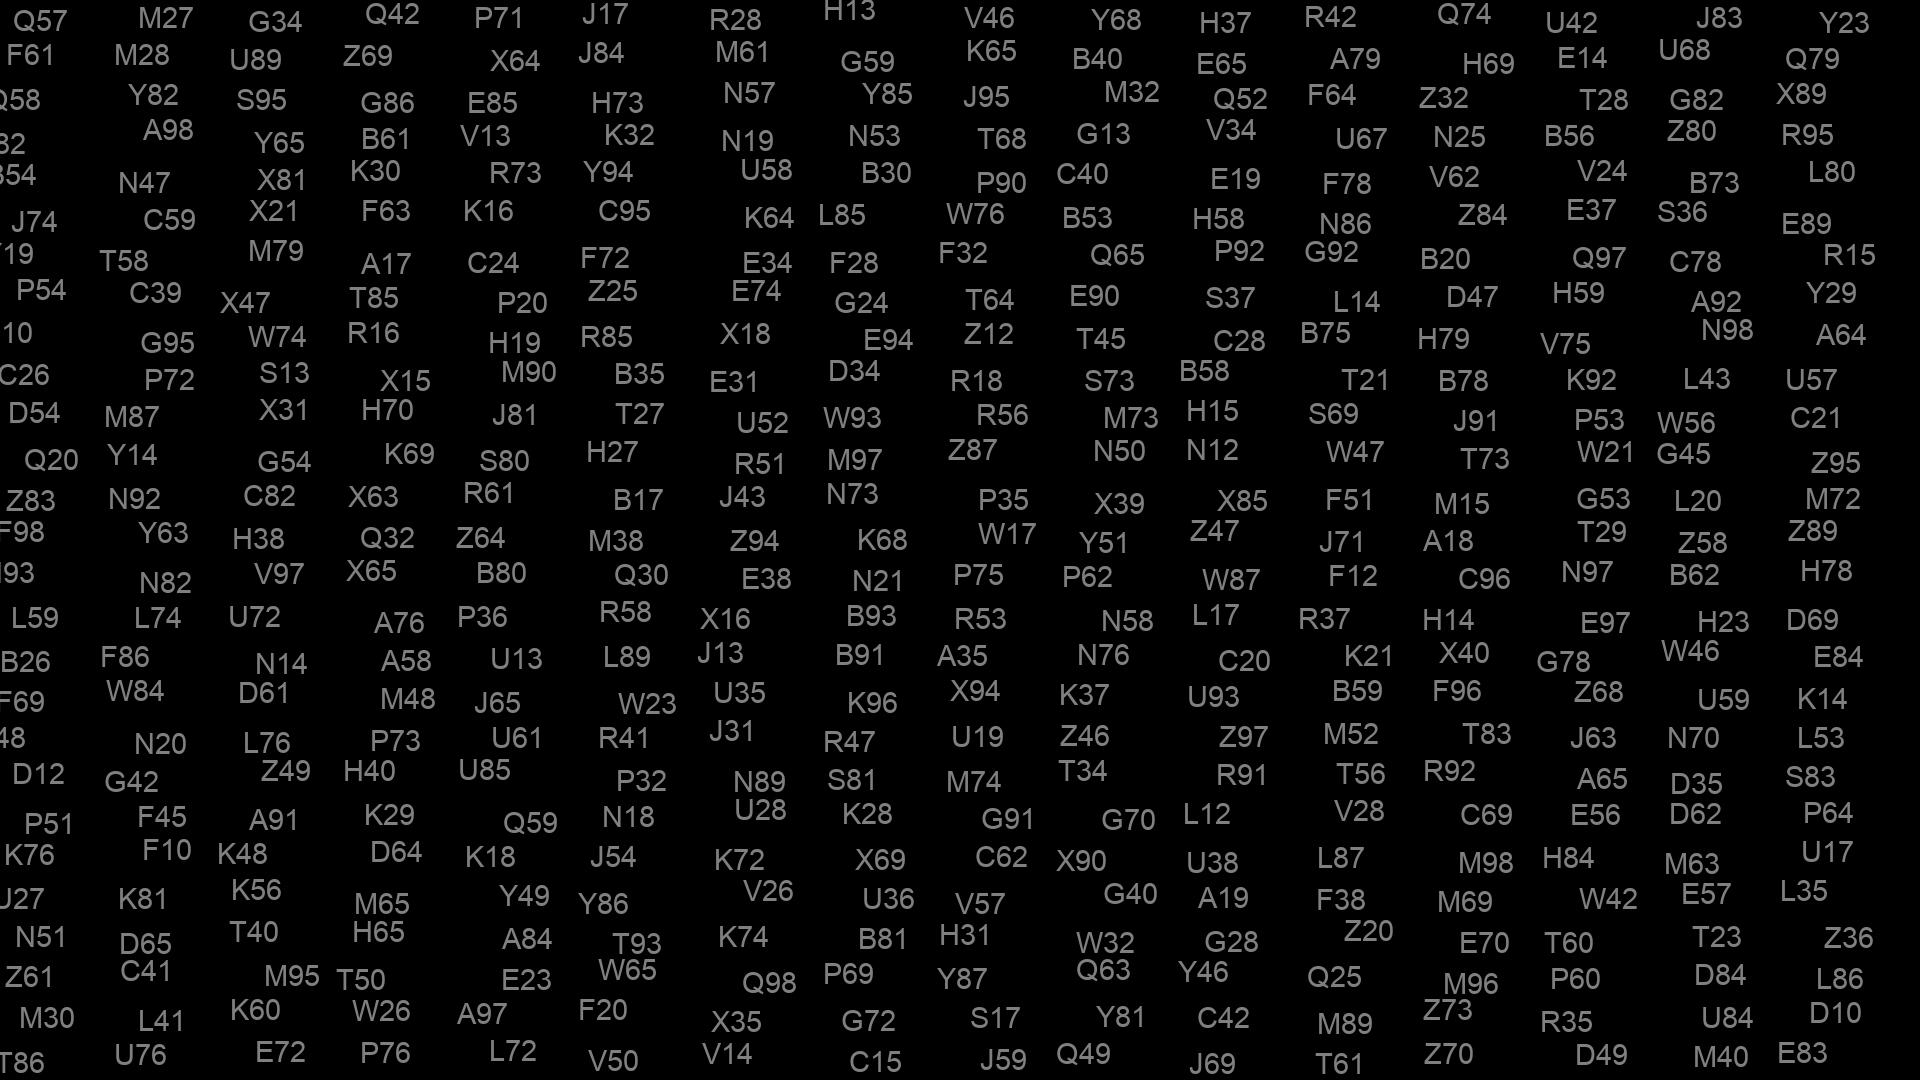 Q57 M27 G34 Q42 P71 J17 R28 H13 V46 Y68 H37 R42 Q74 U42 J83 Y23
F61 M28 U89 Z69 X64 J84 M61 G59 K65 B40 E65 A79 H69 E14 U68 Q79
Q58 Y82 S95 G86 E85 H73 N57 Y85 J95 M32 Q52 F64 Z32 T28 G82 X89
82 A98 Y65 B61 V13 K32 N19 N53 T68 G13 V34 U67 N25 B56 Z80 R95
54 N47 X81 K30 R73 Y94 U58 B30 P90 C40 E19 F78 V62 V24 B73 L80
J74 C59 X21 F63 K16 C95 K64 L85 W76 B53 H58 N86 Z84 E37 S36 E89
19 T58 M79 A17 C24 F72 E34 F28 F32 Q65 P92 G92 B20 Q97 C78 R15
P54 C39 X47 T85 P20 Z25 E74 G24 T64 E90 S37 L14 D47 H59 A92 Y29
10 G95 W74 R16 H19 R85 X18 E94 Z12 T45 C28 B75 H79 V75 N98 A64
C26 P72 S13 X15 M90 B35 E31 D34 R18 S73 B58 T21 B78 K92 L43 U57
D54 M87 X31 H70 J81 T27 U52 W93 R56 M73 H15 S69 J91 P53 W56 C21
Q20 Y14 G54 K69 S80 H27 R51 M97 Z87 N50 N12 W47 T73 W21 G45 Z95
Z83 N92 C82 X63 R61 B17 J43 N73 P35 X39 X85 F51 M15 G53 L20 M72
F98 Y63 H38 Q32 Z64 M38 Z94 K68 W17 Y51 Z47 J71 A18 T29 Z58 Z89
93 N82 V97 X65 B80 Q30 E38 N21 P75 P62 W87 F12 C96 N97 B62 H78
L59 L74 U72 A76 P36 R58 X16 B93 R53 N58 L17 R37 H14 E97 H23 D69
B26 F86 N14 A58 U13 L89 J13 B91 A35 N76 C20 K21 X40 G78 W46 E84
F69 W84 D61 M48 J65 W23 U35 K96 X94 K37 U93 B59 F96 Z68 U59 K14
48 N20 L76 P73 U61 R41 J31 R47 U19 Z46 Z97 M52 T83 J63 N70 L53
D12 G42 Z49 H40 U85 P32 N89 S81 M74 T34 R91 T56 R92 A65 D35 S83
P51 F45 A91 K29 Q59 N18 U28 K28 G91 G70 L12 V28 C69 E56 D62 P64
K76 F10 K48 D64 K18 J54 K72 X69 C62 X90 U38 L87 M98 H84 M63 U17
U27 K81 K56 M65 Y49 Y86 V26 U36 V57 G40 A19 F38 M69 W42 E57 L35
N51 D65 T40 H65 A84 T93 K74 B81 H31 W32 G28 Z20 E70 T60 T23 Z36
Z61 C41 M95 T50 E23 W65 Q98 P69 Y87 Q63 Y46 Q25 M96 P60 D84 L86
M30 L41 K60 W26 A97 F20 X35 G72 S17 Y81 C42 M89 Z73 R35 U84 D10
T86 U76 E72 P76 L72 V50 V14 C15 J59 Q49 J69 T61 Z70 D49 M40 E83